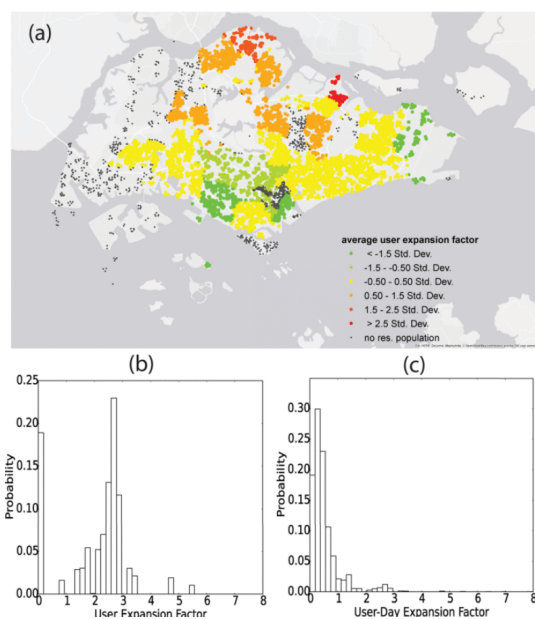 (a)
average user expansion factor
< -1.5 Std. Dev.
-1.5 - -0.50 Std. Dev.
-0.50 - 0.50 Std. Dev.
0.50 - 1.5 Std. Dev.
1.5 - 2.5 Std. Dev.
> 2.5 Std. Dev.
no res. population
(b)
0.25
0.20
0.15
0.10
0.05
0.00
Probability
0 1 2 3 4 5 6 7 8
User Expansion Factor
(c)
0.30
0.25
0.20
0.15
0.10
0.05
0.00
Probability
0 1 2 3 4 5 6 7 8
User-Day Expansion Factor